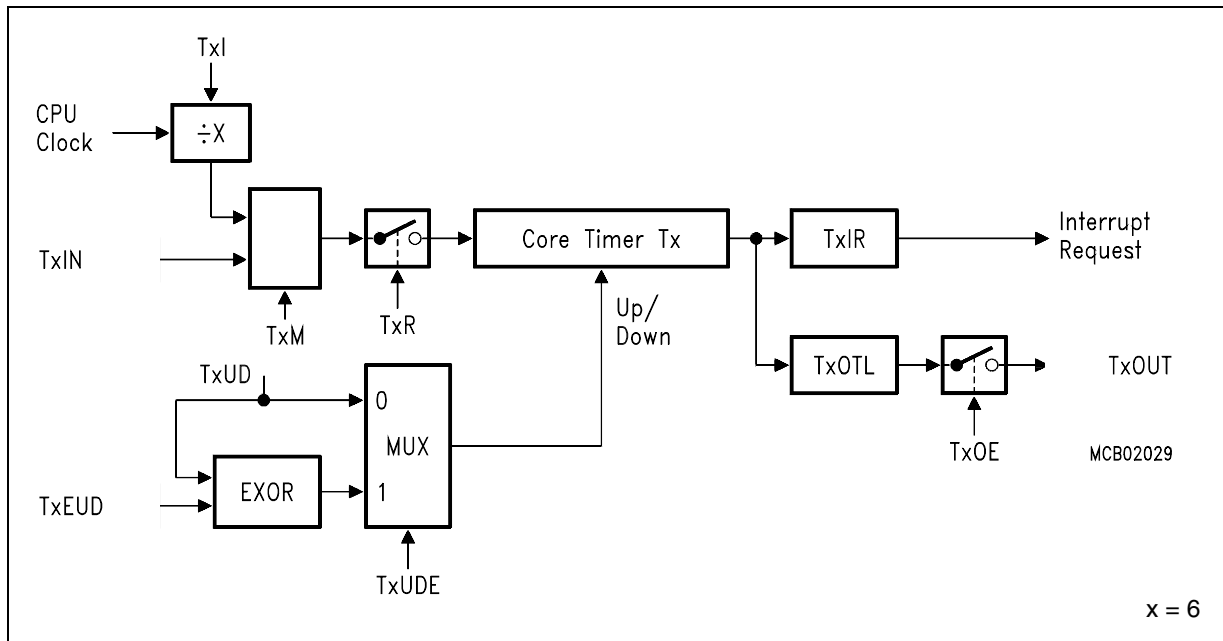 TxI
CPU
Clock
÷X
TxIN
TxM
TxR
Core Timer Tx
TxIR
Interrupt
Request
Up/
Down
TxUD
0
MUX
1
TxOTL
TxOUT
TxOE
MCB02029
EXOR
TxEUD
TxUDE
x = 6